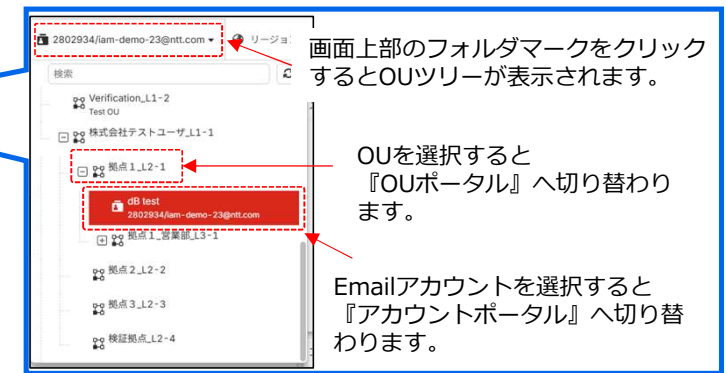 2802934/iam-demo-23@ntt.com
リージョン
検索
Verification_L1-2
Test OU
株式会社テストユーザ_L1-1
拠点１_L2-1
dB test
2802934/iam-demo-23@ntt.com
拠点１_営業部_L3-1
拠点２_L2-2
拠点３_L2-3
検証拠点_L2-4
画面上部のフォルダマークをクリック
するとOUツリーが表示されます。
OUを選択すると
『OUポータル』へ切り替わり
ます。
Emailアカウントを選択すると
『アカウントポータル』へ切り替
わります。